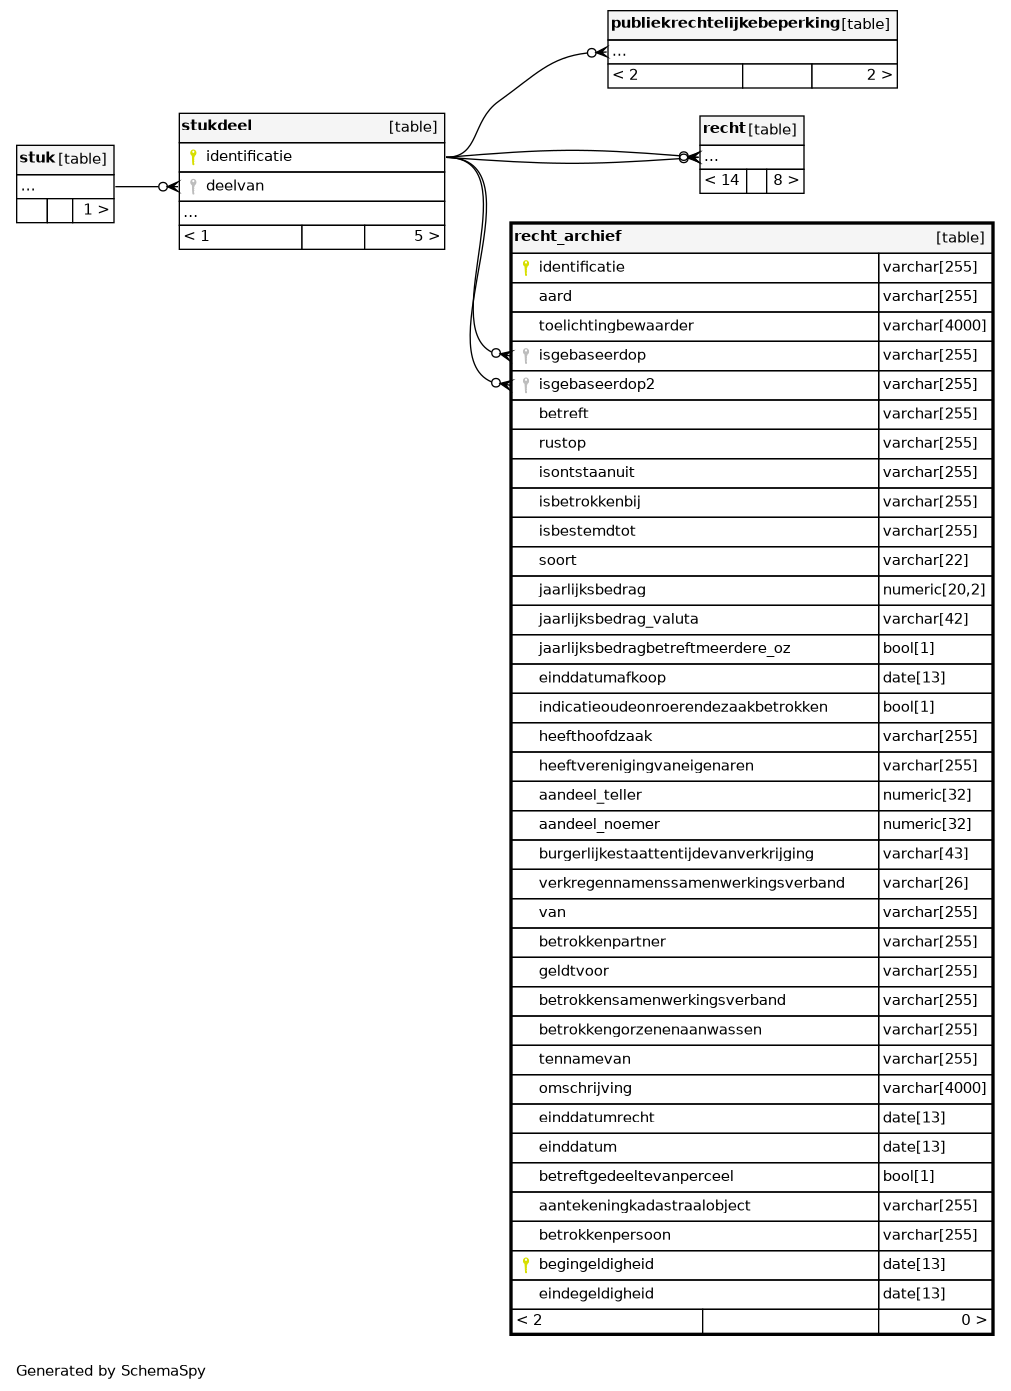 publiekrechtelijkebeperking [table]
...
< 2 2 >
stukdeel [table]
identificatie
deelvan
...
< 1 5 >
recht [table]
...
< 14 8 >
stuk [table]
...
1 >
recht_archief [table]
identificatie varchar[255]
aard varchar[255]
toelichtingbewaarder varchar[4000]
isgebaseerdop varchar[255]
isgebaseerdop2 varchar[255]
betreft varchar[255]
rustop varchar[255]
isontstaanuit varchar[255]
isbetrokkenbij varchar[255]
isbestemdtot varchar[255]
soort varchar[22]
jaarlijksbedrag numeric[20,2]
jaarlijksbedrag_valuta varchar[42]
jaarlijksbedragbetreftmeerdere_oz bool[1]
einddatumafkoop date[13]
indicatieoudeonroerendezaakbetrokken bool[1]
heefthoofdzaak varchar[255]
heeftverenigingvaneigenaren varchar[255]
aandeel_teller numeric[32]
aandeel_noemer numeric[32]
burgerlijkestaattentijdevanverkrijging varchar[43]
verkregennamenssamenwerkingsverband varchar[26]
van varchar[255]
betrokkenpartner varchar[255]
geldtvoor varchar[255]
betrokkensamenwerkingsverband varchar[255]
betrokkengorzenenaanwassen varchar[255]
tennamevan varchar[255]
omschrijving varchar[4000]
einddatumrecht date[13]
einddatum date[13]
betreftgedeeltevanperceel bool[1]
aantekeningkadastraalobject varchar[255]
betrokkenpersoon varchar[255]
begingeldigheid date[13]
eindegeldigheid date[13]
< 2 0 >
Generated by SchemaSpy